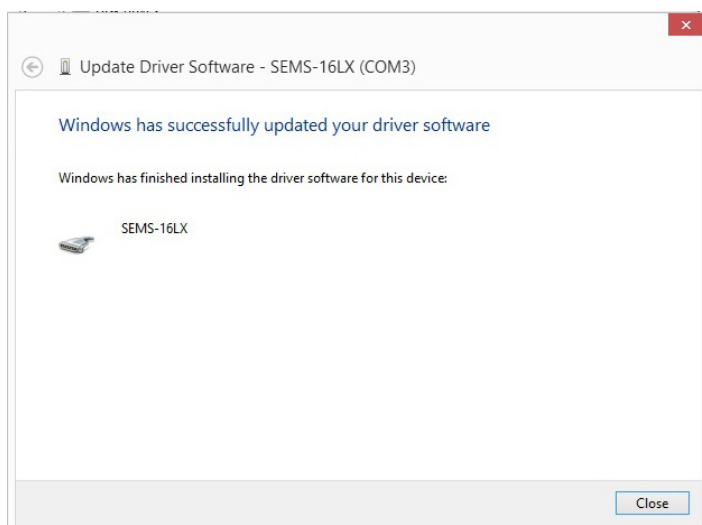 Update Driver Software - SEMS-16LX (COM3)
Windows has successfully updated your driver software
Windows has finished installing the driver software for this device:
SEMS-16LX
Close